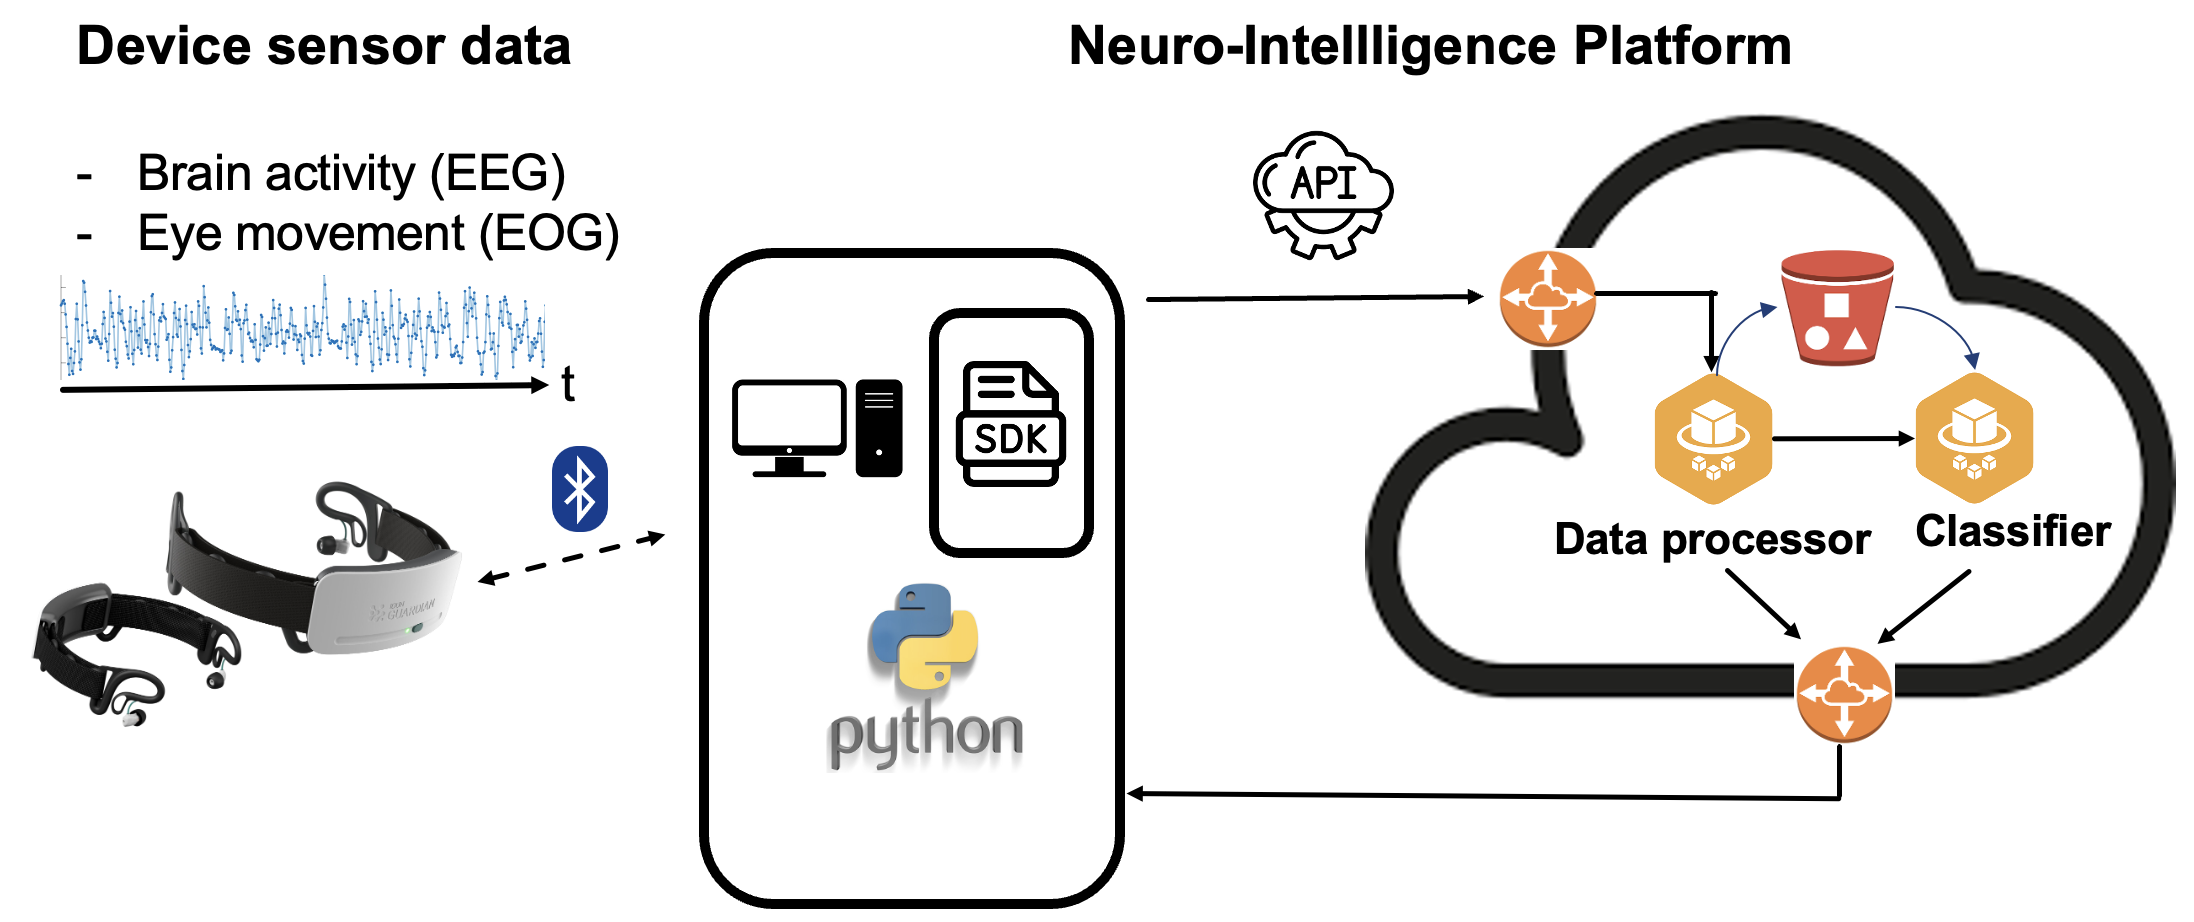 Device sensor data
Neuro-Intellligence Platform
- Brain activity (EEG)
- Eye movement (EOG)
t
API
SDK
GUARDIAN
python
Data processor
Classifier